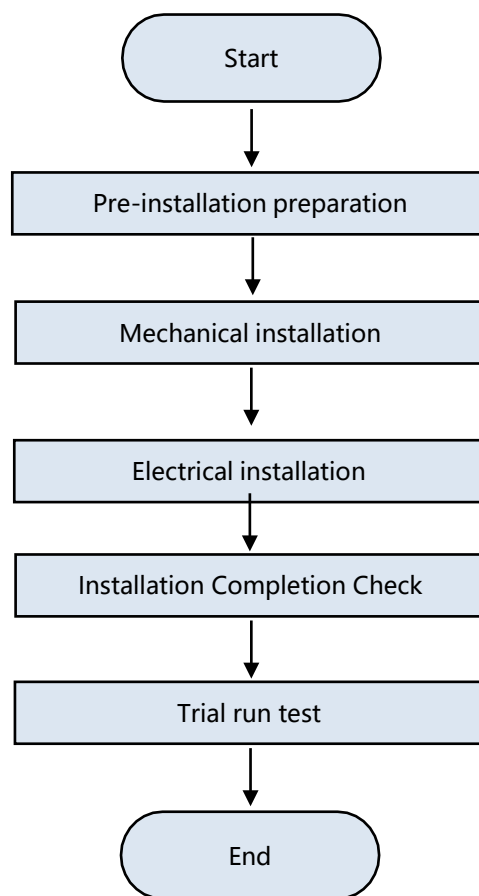 Start
Pre-installation preparation
Mechanical installation
Electrical installation
Installation Completion Check
Trial run test
End